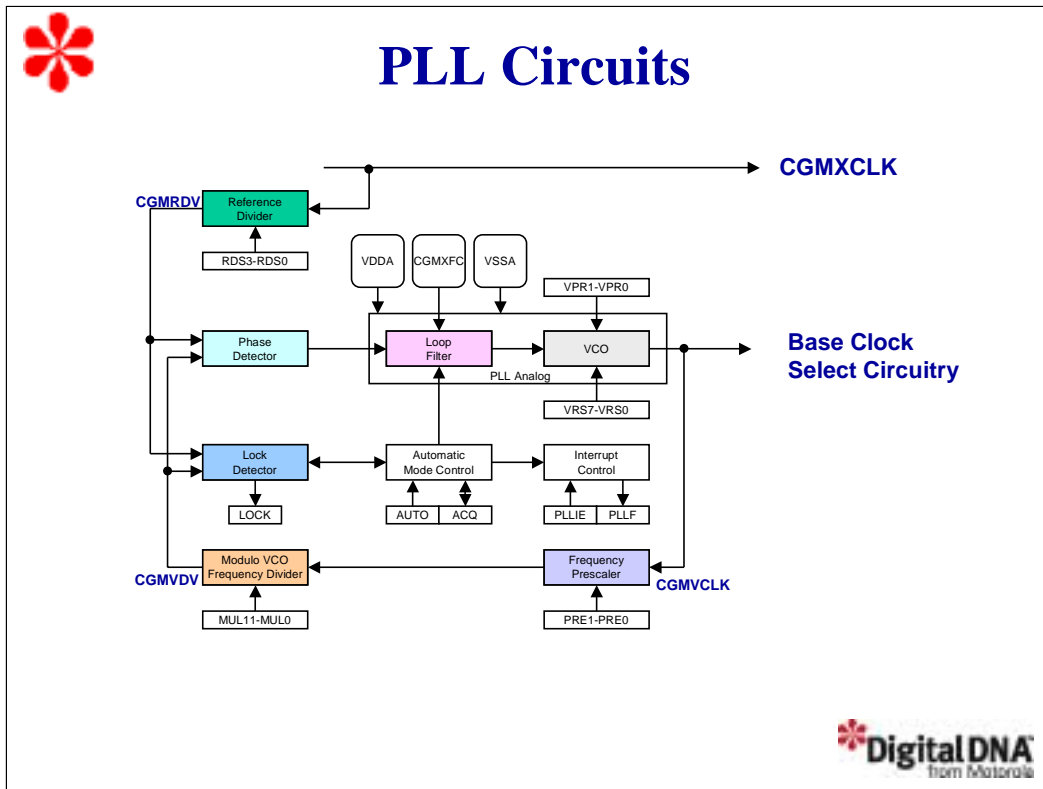 PLL Circuits
CGMXCLK
CGMRDV
Reference
Divider
RDS3-RDS0
VDDA
CGMXFC
VSSA
VPR1-VPR0
Phase
Detector
Loop
Filter
VCO
PLL Analog
Base Clock
Select Circuitry
VRS7-VRS0
Lock
Detector
Automatic
Mode Control
Interrupt
Control
LOCK
AUTO
ACQ
PLLIE
PLLF
CGMVDV
Modulo VCO
Frequency Divider
Frequency
Prescaler
CGMVCLK
MUL11-MUL0
PRE1-PRE0
DigitalDNA
from Motorola